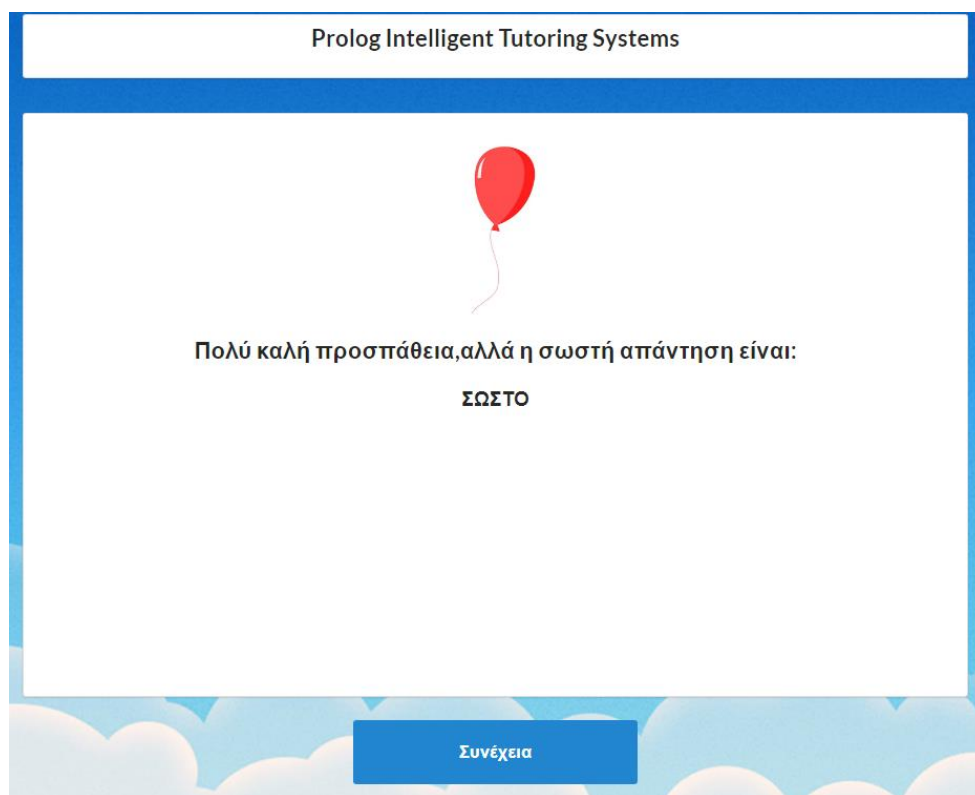 Prolog Intelligent Tutoring Systems
Πολύ καλή προσπάθεια,αλλά η σωστή απάντηση είναι:
ΣΩΣΤΟ
Συνέχεια